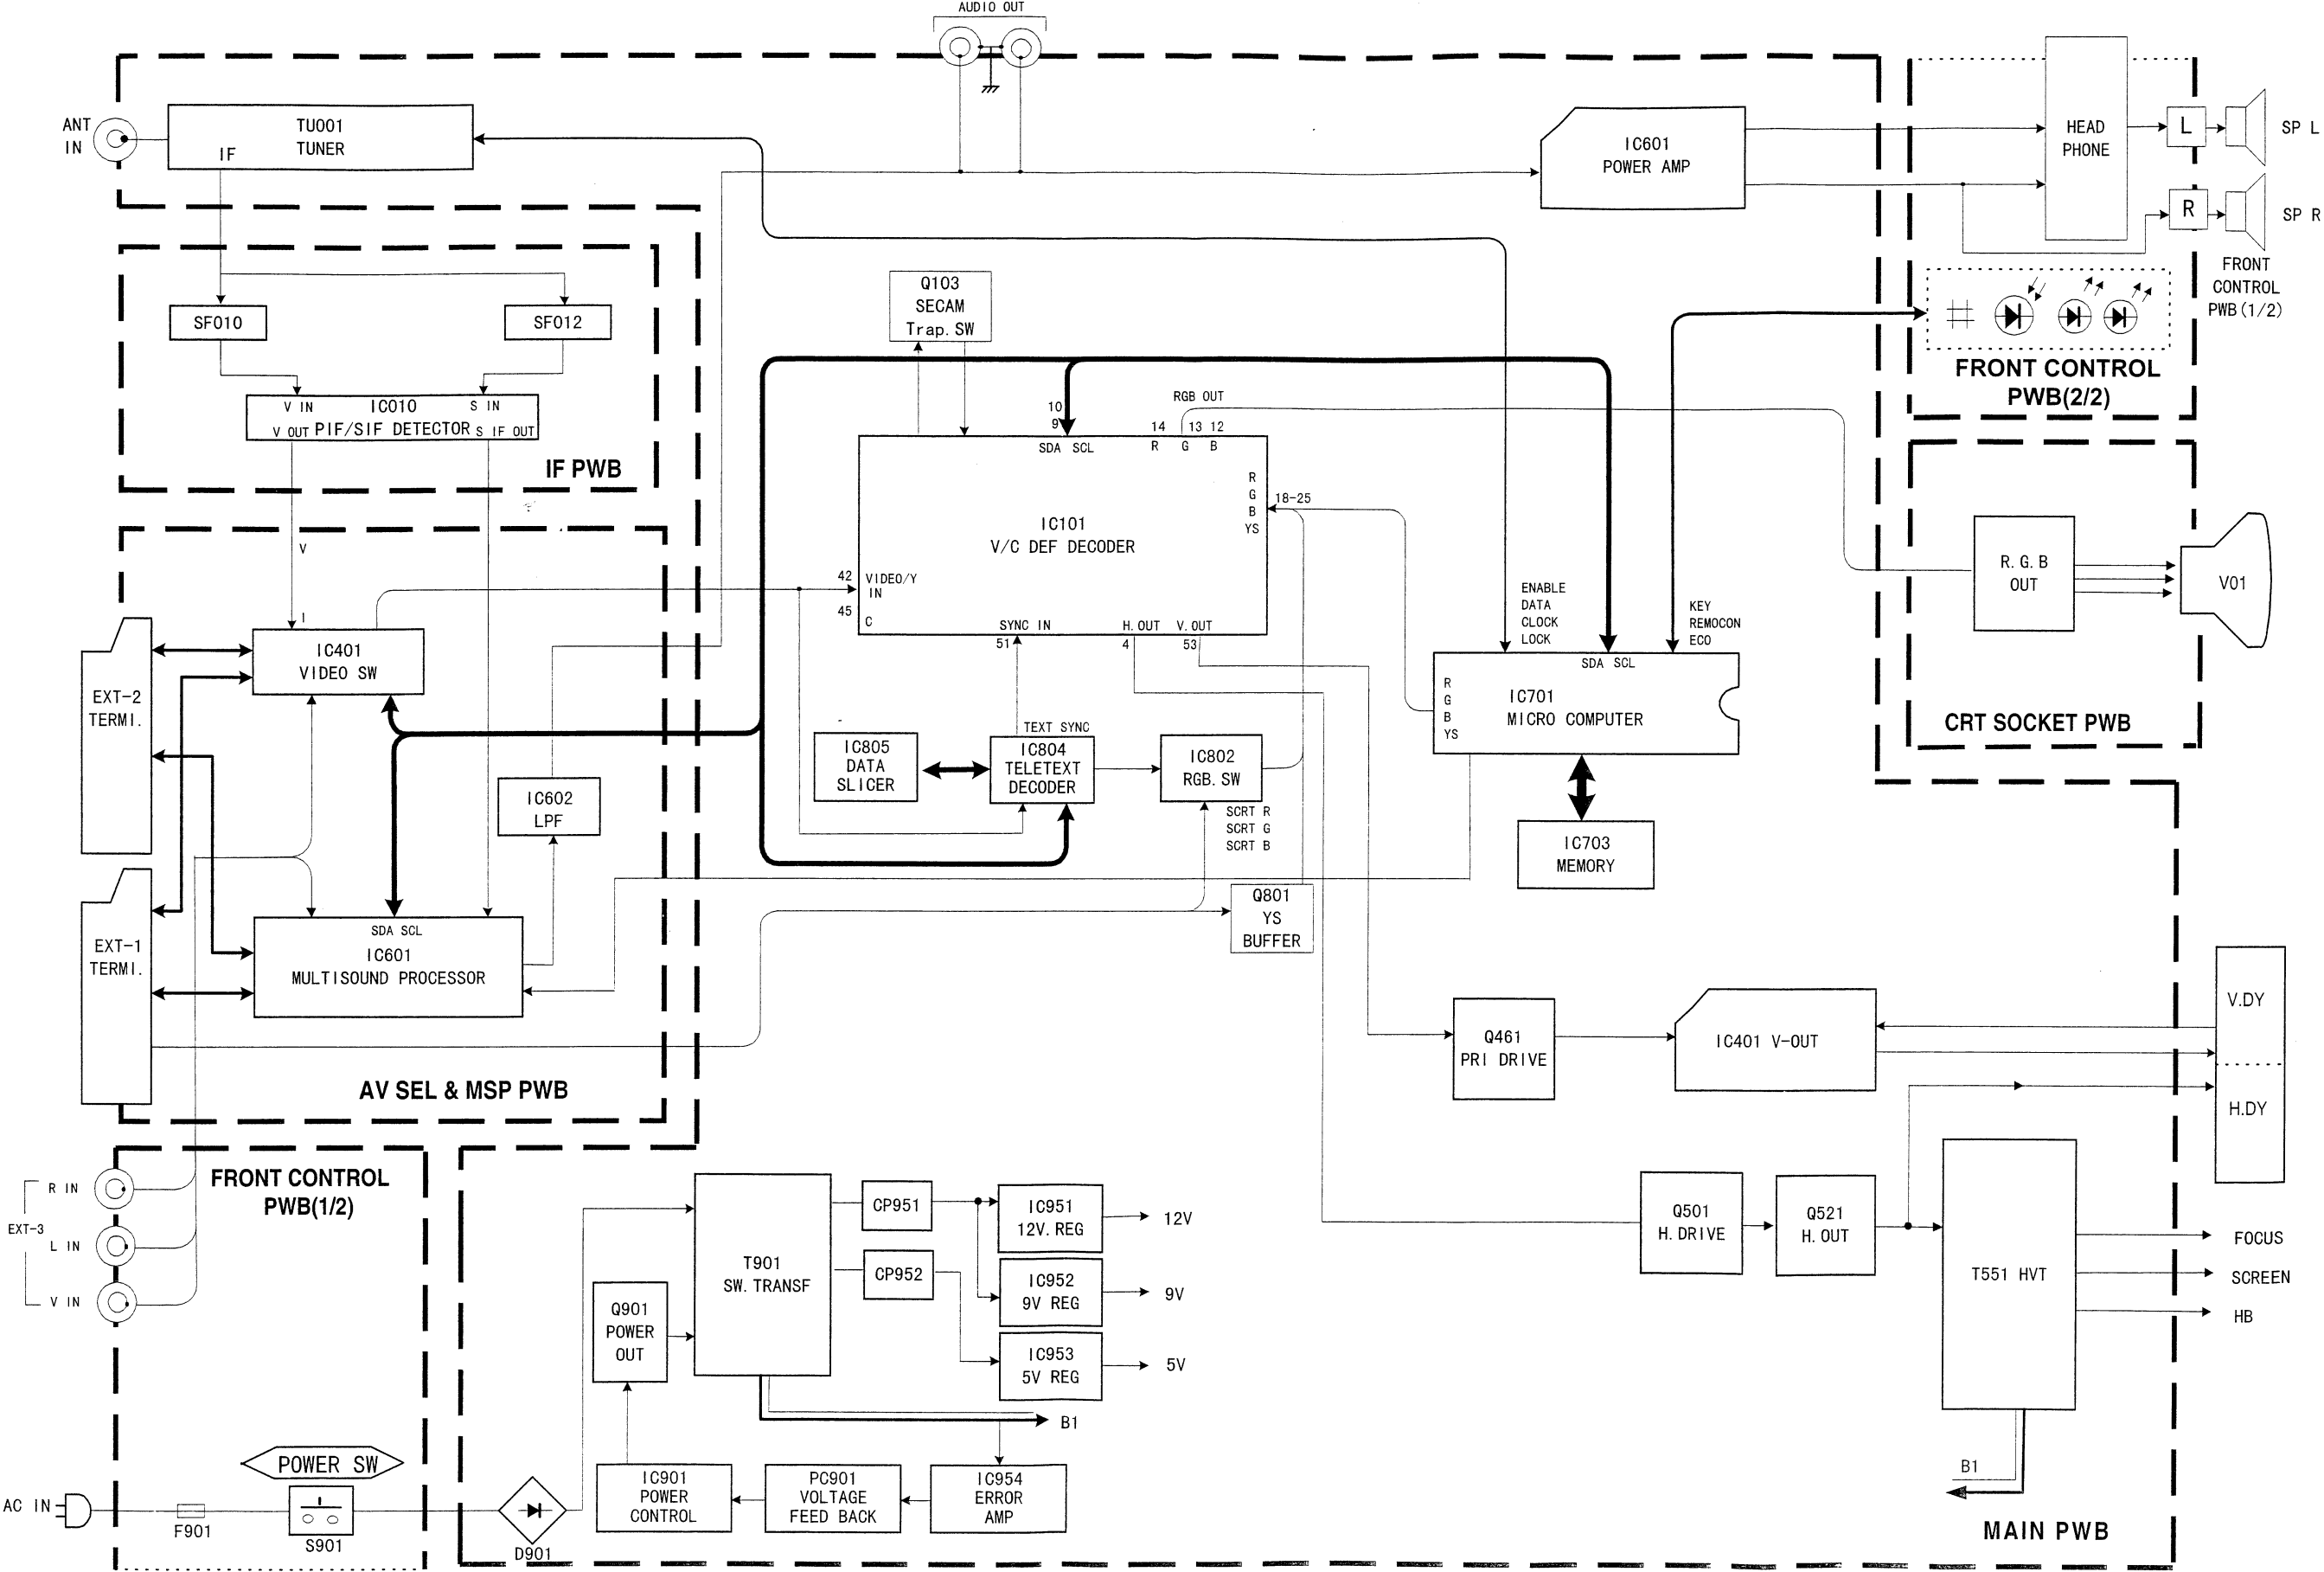 AUDIO OUT
ANT
IN
TU001
TUNER
IF
IC601
POWER AMP
HEAD
PHONE
L
SP L
R
SP R
FRONT
CONTROL
PWB(1/2)
FRONT CONTROL
PWB(2/2)
SF010
SF012
V IN
IC010
S IN
V OUT
PIF/SIF DETECTOR
S IF OUT
IF PWB
Q103
SECAM
Trap.SW
RGB OUT
10
9
14
13
12
SDA SCL
R
G
B
R
G
B
YS
18-25
IC101
V/C DEF DECODER
42
VIDEO/Y
IN
45
C
SYNC IN
H.OUT
V.OUT
51
4
53
R.G.B
OUT
V01
CRT SOCKET PWB
V
I
IC401
VIDEO SW
EXT-2
TERMI.
ENABLE
DATA
CLOCK
LOCK
KEY
REMOCON
ECO
SDA SCL
R
G
B
YS
IC701
MICRO COMPUTER
IC703
MEMORY
IC805
DATA
SLICER
TEXT SYNC
IC804
TELETEXT
DECODER
IC802
RGB.SW
SCRT R
SCRT G
SCRT B
Q801
YS
BUFFER
IC602
LPF
EXT-1
TERMI.
SDA SCL
IC601
MULTISOUND PROCESSOR
AV SEL & MSP PWB
Q461
PRI DRIVE
IC401 V-OUT
V.DY
H.DY
FRONT CONTROL
PWB(1/2)
R IN
EXT-3
L IN
V IN
T901
SW.TRANSF
CP951
CP952
IC951
12V.REG
12V
IC952
9V REG
9V
IC953
5V REG
5V
Q901
POWER
OUT
B1
Q501
H.DRIVE
Q521
H.OUT
T551 HVT
FOCUS
SCREEN
HB
B1
POWER SW
AC IN
F901
S901
D901
IC901
POWER
CONTROL
PC901
VOLTAGE
FEED BACK
IC954
ERROR
AMP
MAIN PWB